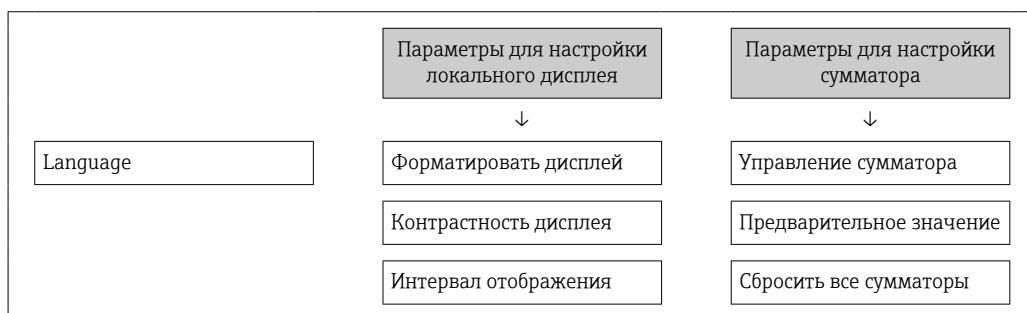 Параметры для настройки
локального дисплея
Параметры для настройки
сумматора
↓
↓
Language
Форматировать дисплей
Управление сумматора
Контрастность дисплея
Предварительное значение
Интервал отображения
Сбросить все сумматоры